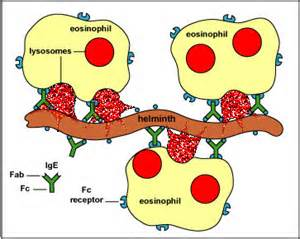 eosinophil
eosinophil
lysosomes
helminth
IgE
Fab
Fc
Fc
receptor
eosinophil